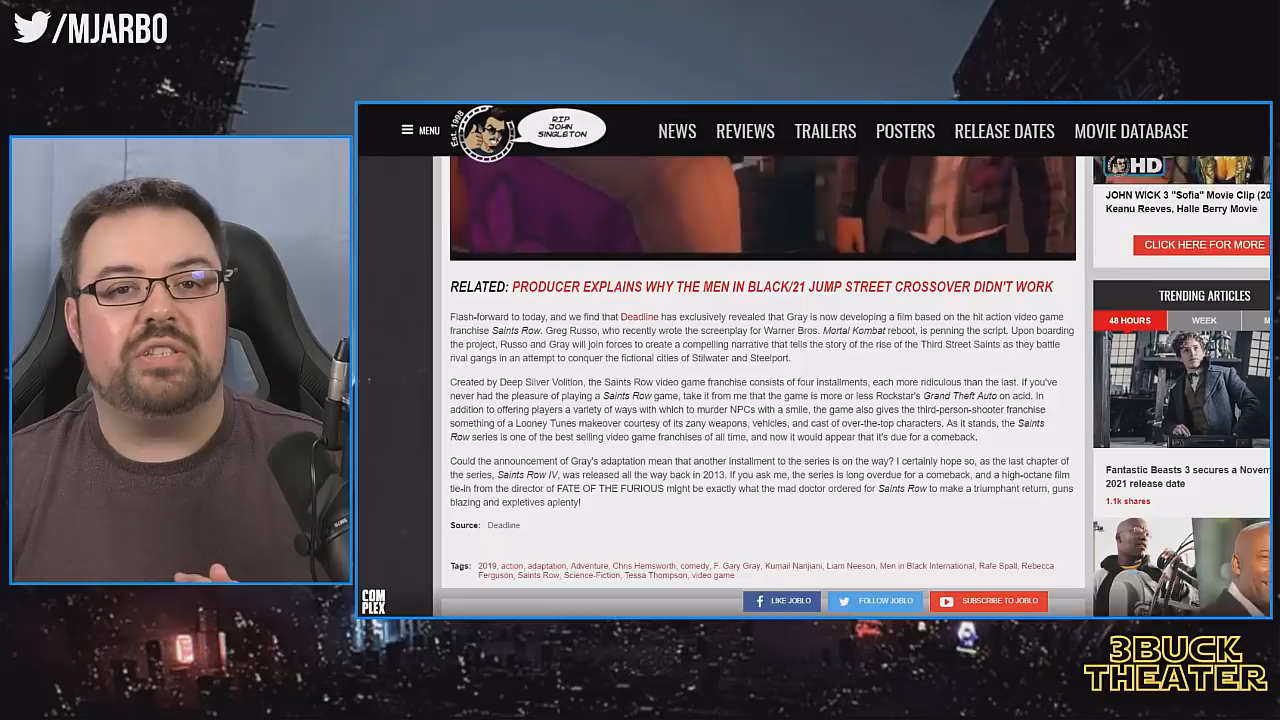 /MJARBO
MENU
Est. 1998
RIP
JOHN
SINGLETON
NEWS
REVIEWS
TRAILERS
POSTERS
RELEASE DATES
MOVIE DATABASE
HD
JOHN WICK 3 "Sofia" Movie Clip (20
Keanu Reeves, Halle Berry Movie
CLICK HERE FOR MORE
RELATED: PRODUCER EXPLAINS WHY THE MEN IN BLACK/21 JUMP STREET CROSSOVER DIDN'T WORK
Flash-forward to today, and we find that Deadline has exclusively revealed that Gray is now developing a film based on the hit action video game
franchise Saints Row. Greg Russo, who recently wrote the screenplay for Warner Bros. Mortal Kombat reboot, is penning the script. Upon boarding
the project, Russo and Gray will join forces to create a compelling narrative that tells the story of the rise of the Third Street Saints as they battle
rival gangs in an attempt to conquer the fictional cities of Stilwater and Steelport.
Created by Deep Silver Volition, the Saints Row video game franchise consists of four installments, each more ridiculous than the last. If you've
never had the pleasure of playing a Saints Row game, take it from me that the game is more or less Rockstar's Grand Theft Auto on acid. In
addition to offering players a variety of ways with which to murder NPCs with a smile, the game also gives the third-person-shooter franchise
something of a Looney Tunes makeover courtesy of its zany weapons, vehicles, and cast of over-the-top characters. As it stands, the Saints
Row series is one of the best selling video game franchises of all time, and now it would appear that it's due for a comeback.
Could the announcement of Gray's adaptation mean that another installment to the series is on the way? I certainly hope so, as the last chapter of
the series, Saints Row IV, was released all the way back in 2013. If you ask me, the series is long overdue for a comeback, and a high-octane film
tie-in from the director of FATE OF THE FURIOUS might be exactly what the mad doctor ordered for Saints Row to make a triumphant return, guns
blazing and expletives aplenty!
Source: Deadline
Tags: 2019, action, adaptation, Adventure, Chris Hemsworth, comedy, F. Gary Gray, Kumail Nanjiani, Liam Neeson, Men in Black International, Rafe Spall, Rebecca
Ferguson, Saints Row, Science-Fiction, Tessa Thompson, video game
LIKE JOBLO
FOLLOW JOBLO
SUBSCRIBE TO JOBLO
TRENDING ARTICLES
48 HOURS
WEEK
M
Fantastic Beasts 3 secures a Novem
2021 release date
1.1k shares
COM
PLEX
3BUCK
THEATER